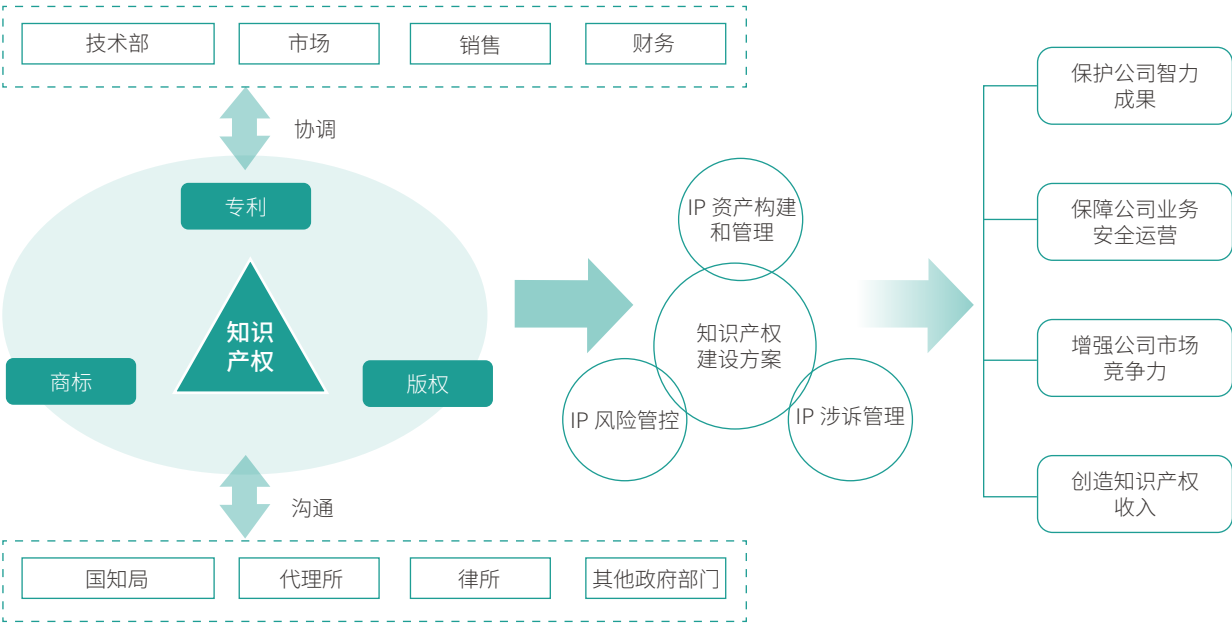 技术部
市场
销售
财务
协调
专利
知识
产权
商标
版权
沟通
国知局
代理所
律所
其他政府部门
IP 资产构建
和管理
知识产权
建设方案
IP 风险管控
IP 涉诉管理
保护公司智力
成果
保障公司业务
安全运营
增强公司市场
竞争力
创造知识产权
收入